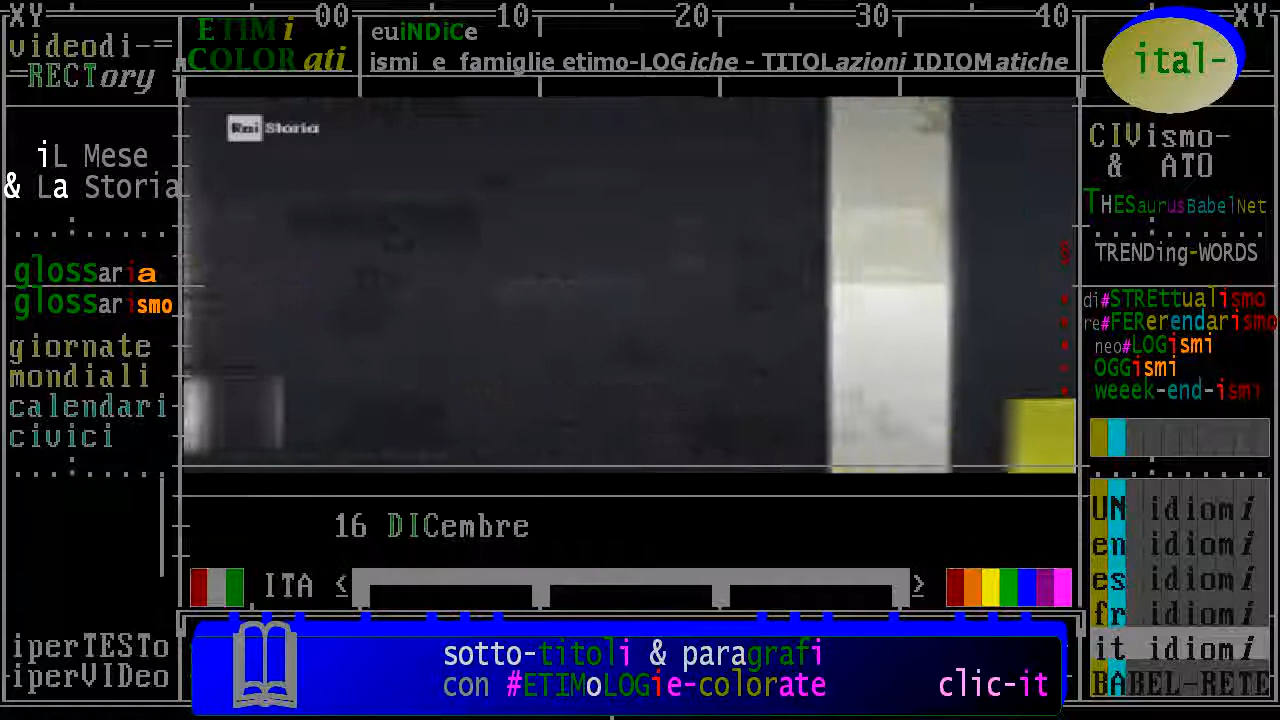 XY 00 10 20 30 40 XY
videodi-=
=RECTory
ETIMi
COLORati
euiNDiCe
ismi e famiglie etimo-LOGiche - TITOLazioni IDIOMatiche
ital-
iL Mese
& La Storia
glossaria
glossarismo
giornate
mondiali
calendari
civici
iperTESTo
iperVIDeo
Rai Storia
16 DICembre
ITA < >
sotto-titoli & paragrafi
con #ETIMoLOGie-colorate clic-it
CIVismo-
& ATO
THESaurusBabelNet
TRENDing-WORDS
di#STREttualismo
re#FERerendarismo
neo#LOGismi
OGGismi
weeek-end-ismi
UN idiomi
en idiomi
es idiomi
fr idiomi
it idiomi
BABEL-RETE